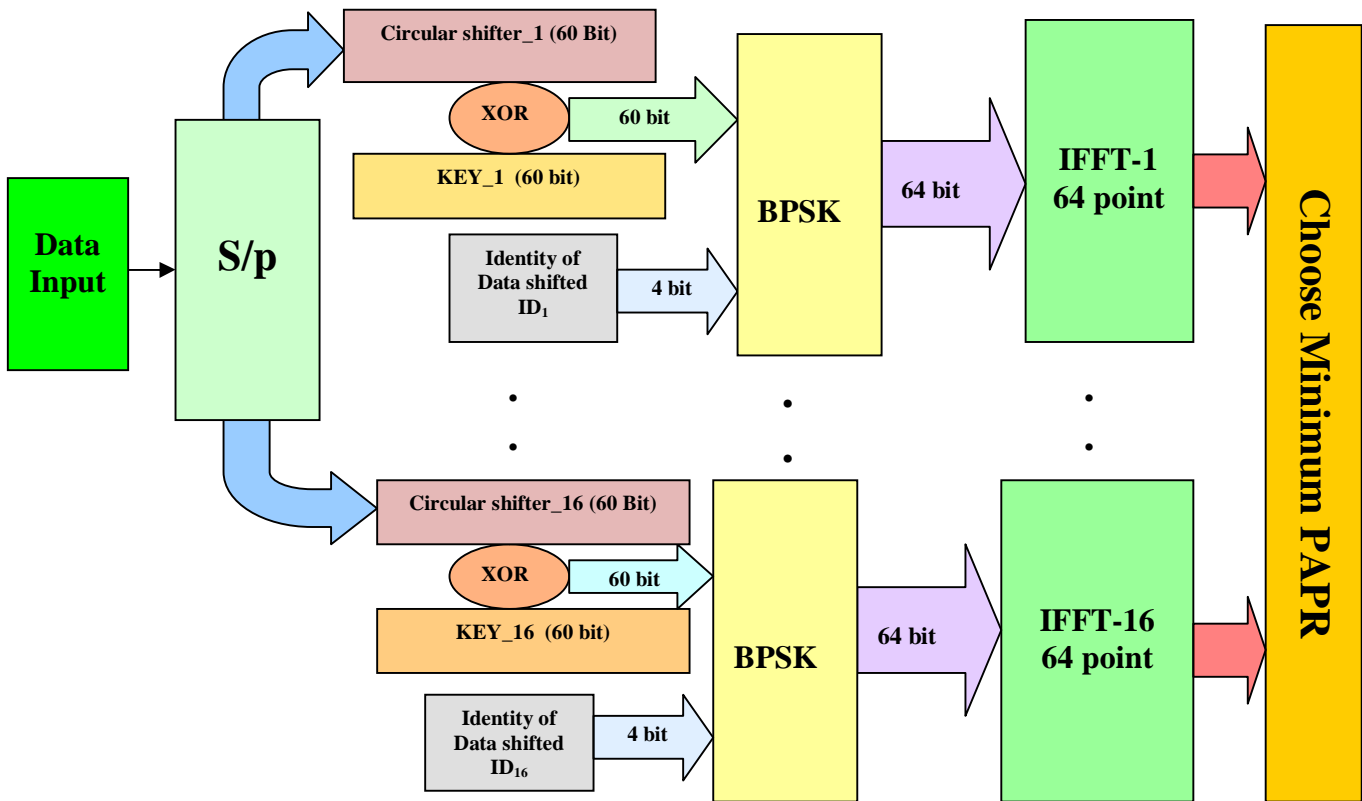 Data
Input
S/p
Circular shifter_1 (60 Bit)
XOR
60 bit
KEY_1 (60 bit)
Identity of
Data shifted
ID₁
4 bit
BPSK
64 bit
IFFT-1
64 point
Circular shifter_16 (60 Bit)
XOR
60 bit
KEY_16 (60 bit)
Identity of
Data shifted
ID₁₆
4 bit
BPSK
64 bit
IFFT-16
64 point
Choose Minimum PAPR